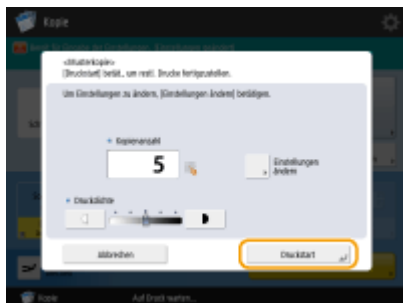 Kopie
<Musterkopie>
[Druckstart] betät., um restl. Drucke fertigzustellen.
Um Einstellungen zu ändern, [Einstellungen ändern] betätigen.
Kopienanzahl
5
Einstellungen
ändern
Druckdichte
Abbrechen
Druckstart
Kopie
Auf Druck warten...